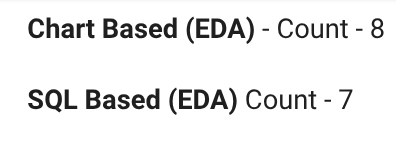 Chart Based (EDA) - Count - 8
SQL Based (EDA) Count - 7